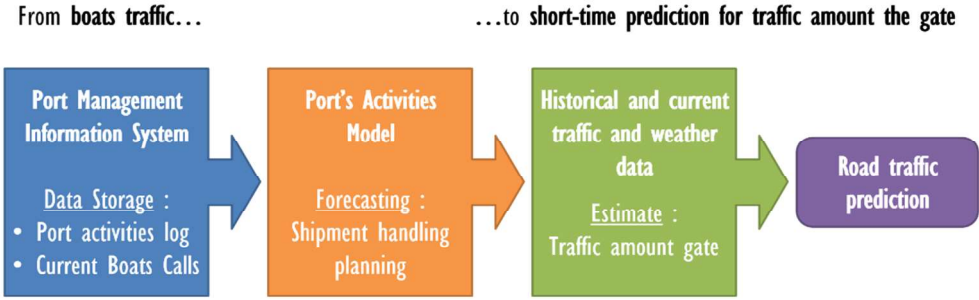 From boats traffic…
…to short-time prediction for traffic amount the gate
Port Management
Information System
Data Storage :
• Port activities log
• Current Boats Calls
Port's Activities
Model
Forecasting :
Shipment handling
planning
Historical and current
traffic and weather
data
Estimate :
Traffic amount gate
Road traffic
prediction